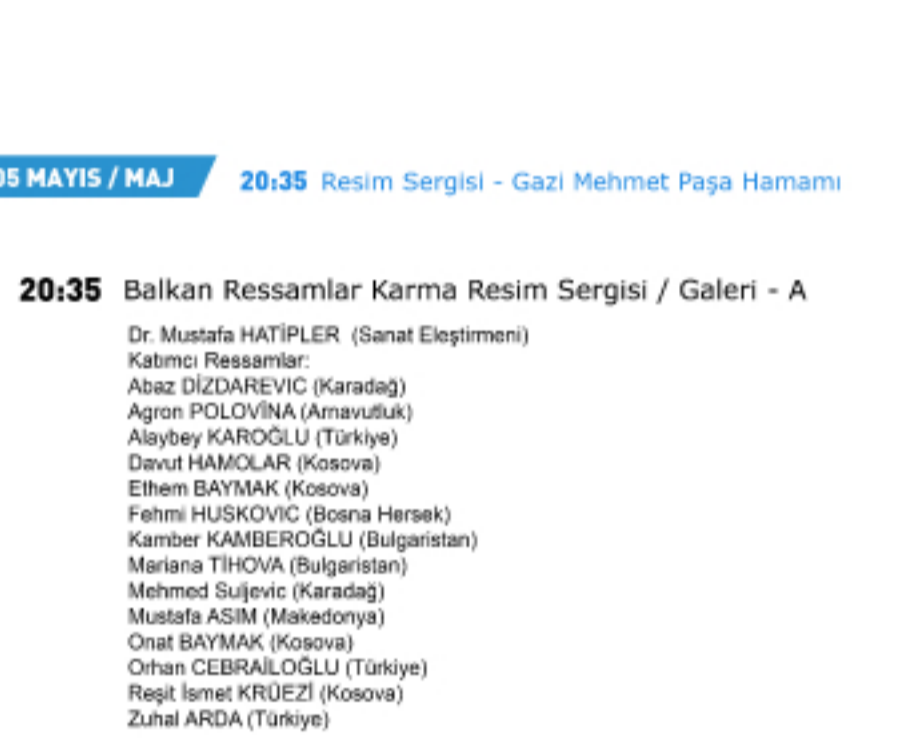 05 MAYIS / MAJ
20:35 Resim Sergisi - Gazi Mehmet Paşa Hamamı
20:35 Balkan Ressamlar Karma Resim Sergisi / Galeri - A
Dr. Mustafa HATİPLER (Sanat Eleştirmeni)
Katımcı Ressamlar:
Abaz DİZDAREVIC (Karadağ)
Agron POLOVİNA (Arnavutluk)
Alaybey KAROĞLU (Türkiye)
Davut HAMOLAR (Kosova)
Ethem BAYMAK (Kosova)
Fehmi HUSKOVIC (Bosna Hersek)
Kamber KAMBEROĞLU (Bulgaristan)
Mariana TİHOVA (Bulgaristan)
Mehmed Suljevic (Karadağ)
Mustafa ASIM (Makedonya)
Onat BAYMAK (Kosova)
Orhan CEBRAİLOĞLU (Türkiye)
Reşit İsmet KRÜEZİ (Kosova)
Zuhal ARDA (Türkiye)